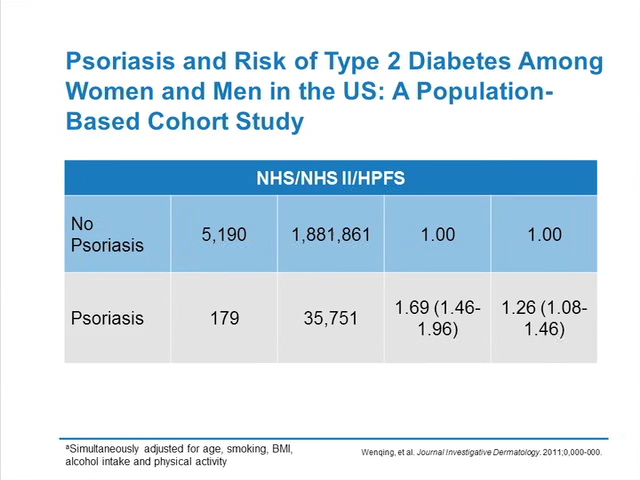 Psoriasis and Risk of Type 2 Diabetes Among
Women and Men in the US: A Population-
Based Cohort Study
NHS/NHS II/HPFS
No
Psoriasis
5,190
1,881,861
1.00
1.00
Psoriasis
179
35,751
1.69 (1.46-
1.96)
1.26 (1.08-
1.46)
ᵃSimultaneously adjusted for age, smoking, BMI,
alcohol intake and physical activity
Wenqing, et al. Journal Investigative Dermatology. 2011;0,000-000.